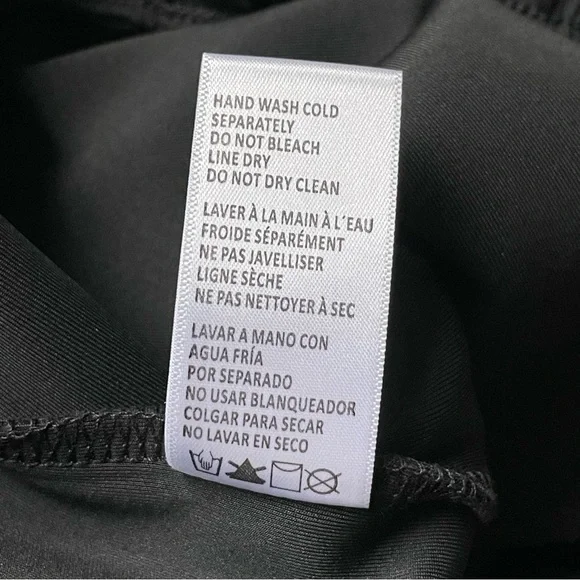 HAND WASH COLD
SEPARATELY
DO NOT BLEACH
LINE DRY
DO NOT DRY CLEAN
LAVER À LA MAIN À L´EAU
FROIDE SÉPARÉMENT
NE PAS JAVELLISER
LIGNE SÈCHE
NE PAS NETTOYER À SEC
LAVAR A MANO CON
AGUA FRÍA
POR SEPARADO
NO USAR BLANQUEADOR
COLGAR PARA SECAR
NO LAVAR EN SECO